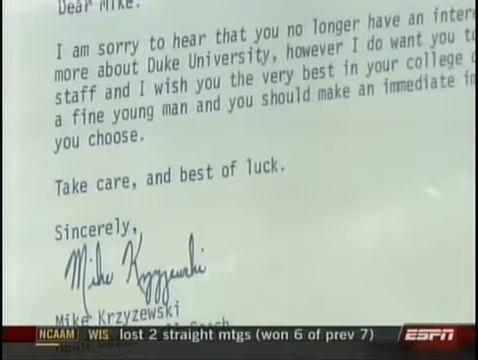 Dear Mike:
I am sorry to hear that you no longer have an inter
more about Duke University, however I do want you to
staff and I wish you the very best in your college
a fine young man and you should make an immediate im
you choose.
Take care, and best of luck.
Sincerely,
Mike Krzyzewski
Mike Krzyzewski
Coach
NCAAM WIS lost 2 straight mtgs (won 6 of prev 7) ESPN